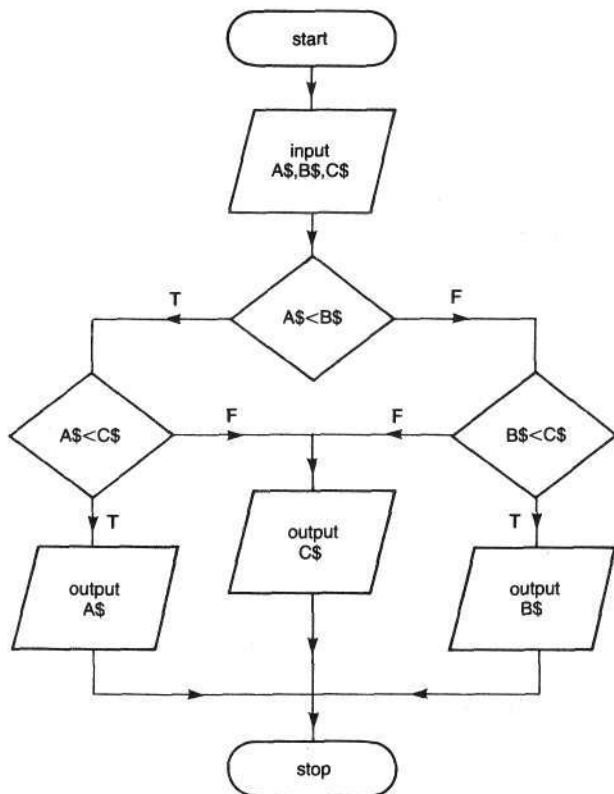 start
input
A$,B$,C$
A$<B$
T
F
A$<C$
F
F
B$<C$
T
T
output
A$
output
C$
output
B$
stop